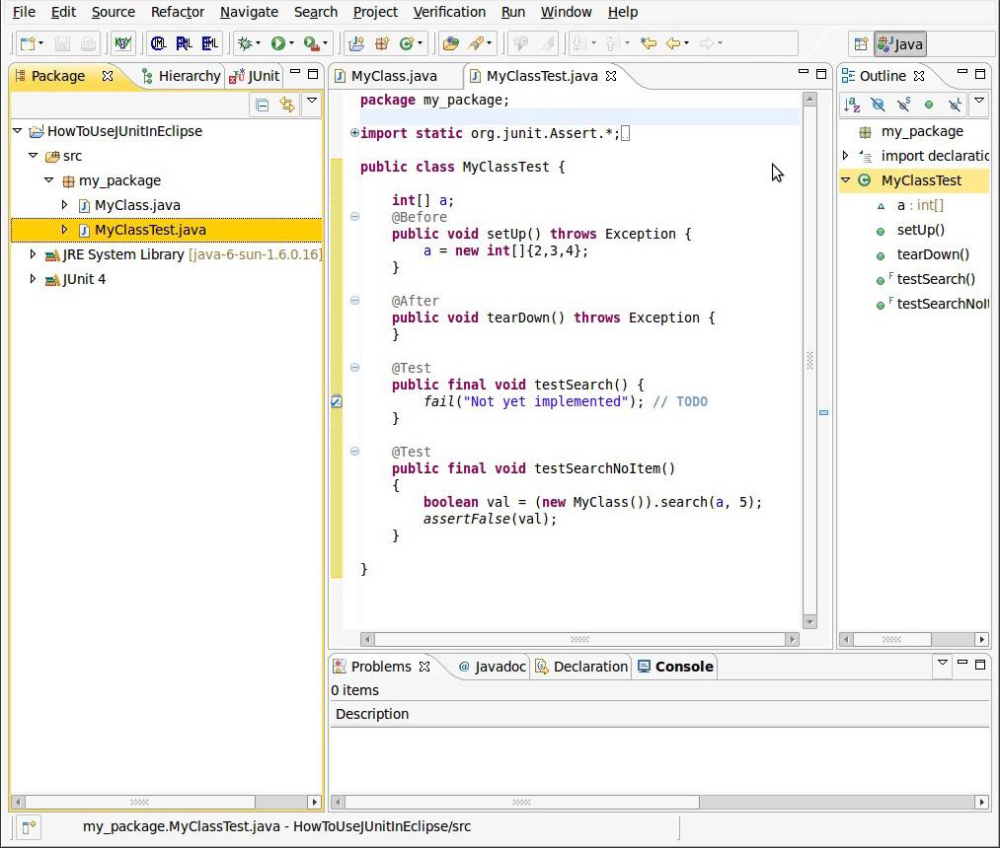 File Edit Source Refactor Navigate Search Project Verification Run Window Help
KeY Java
Package Hierarchy JUnit
HowToUseJUnitInEclipse
src
my_package
MyClass.java
MyClassTest.java
JRE System Library [java-6-sun-1.6.0.16]
JUnit 4
MyClass.java MyClassTest.java
package my_package;
import static org.junit.Assert.*;
public class MyClassTest {
int[] a;
@Before
public void setUp() throws Exception {
a = new int[]{2,3,4};
}
@After
public void tearDown() throws Exception {
}
@Test
public final void testSearch() {
fail("Not yet implemented"); // TODO
}
@Test
public final void testSearchNoItem()
{
boolean val = (new MyClass()).search(a, 5);
assertFalse(val);
}
}
Outline
my_package
import declaratic
MyClassTest
a : int[]
setUp()
tearDown()
testSearch()
testSearchNoIt
Problems Javadoc Declaration Console
0 items
Description
my_package.MyClassTest.java - HowToUseJUnitInEclipse/src